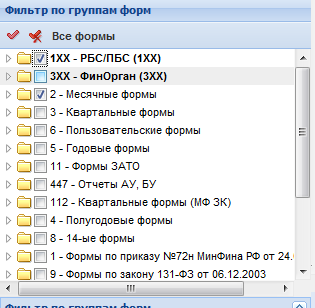 Фильтр по группам форм
Все формы
1ХХ - РБС/ПБС (1ХХ)
3ХХ - ФинОрган (3ХХ)
2 - Месячные формы
3 - Квартальные формы
6 - Пользовательские формы
5 - Годовые формы
11 - Формы ЗАТО
447 - Отчеты АУ, БУ
112 - Квартальные формы (МФ ЗК)
4 - Полугодовые формы
8 - 14-ые формы
1 - Формы по приказу №72н МинФина РФ от 24.0
9 - Формы по закону 131-ФЗ от 06.12.2003
Фильтр по группам форм